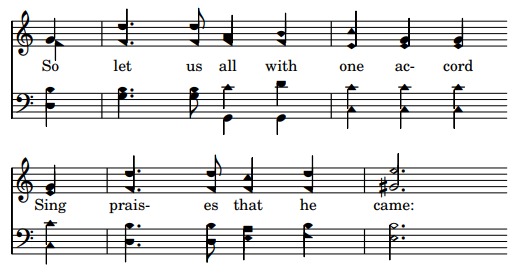 So let us all with one ac- cord
Sing prais- es that he came: